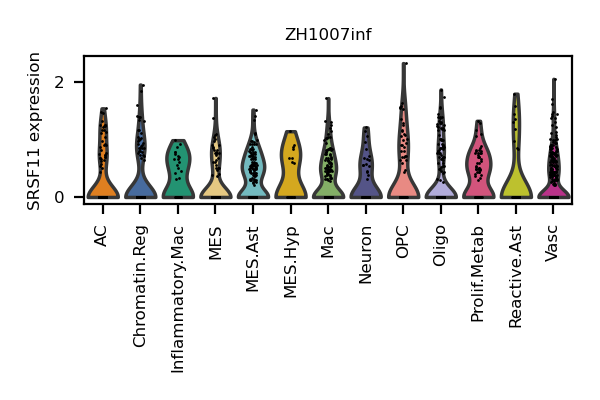 ZH1007inf
SRSF11 expression
2
0
AC
Chromatin.Reg
Inflammatory.Mac
MES
MES.Ast
MES.Hyp
Mac
Neuron
OPC
Oligo
Prolif.Metab
Reactive.Ast
Vasc